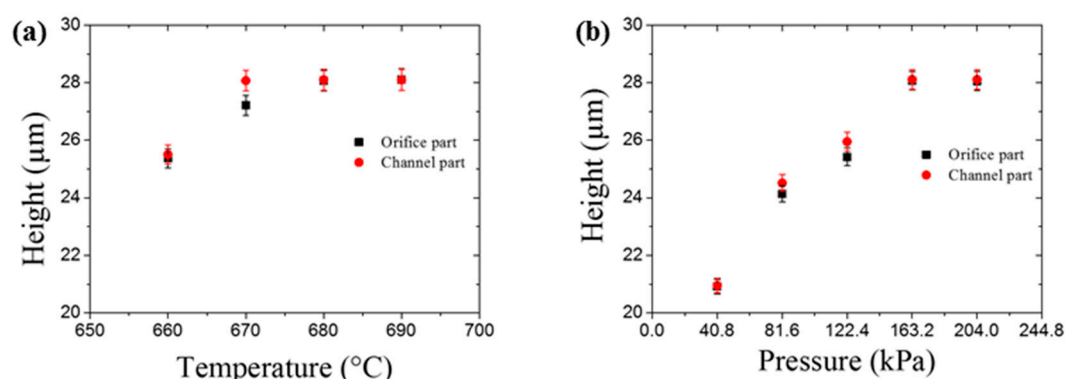 (a)
Height (μm)
30
28
26
24
22
20
650
660
670
680
690
700
Temperature (°C)
Orifice part
Channel part
(b)
Height (μm)
30
28
26
24
22
20
0.0
40.8
81.6
122.4
163.2
204.0
244.8
Pressure (kPa)
Orifice part
Channel part